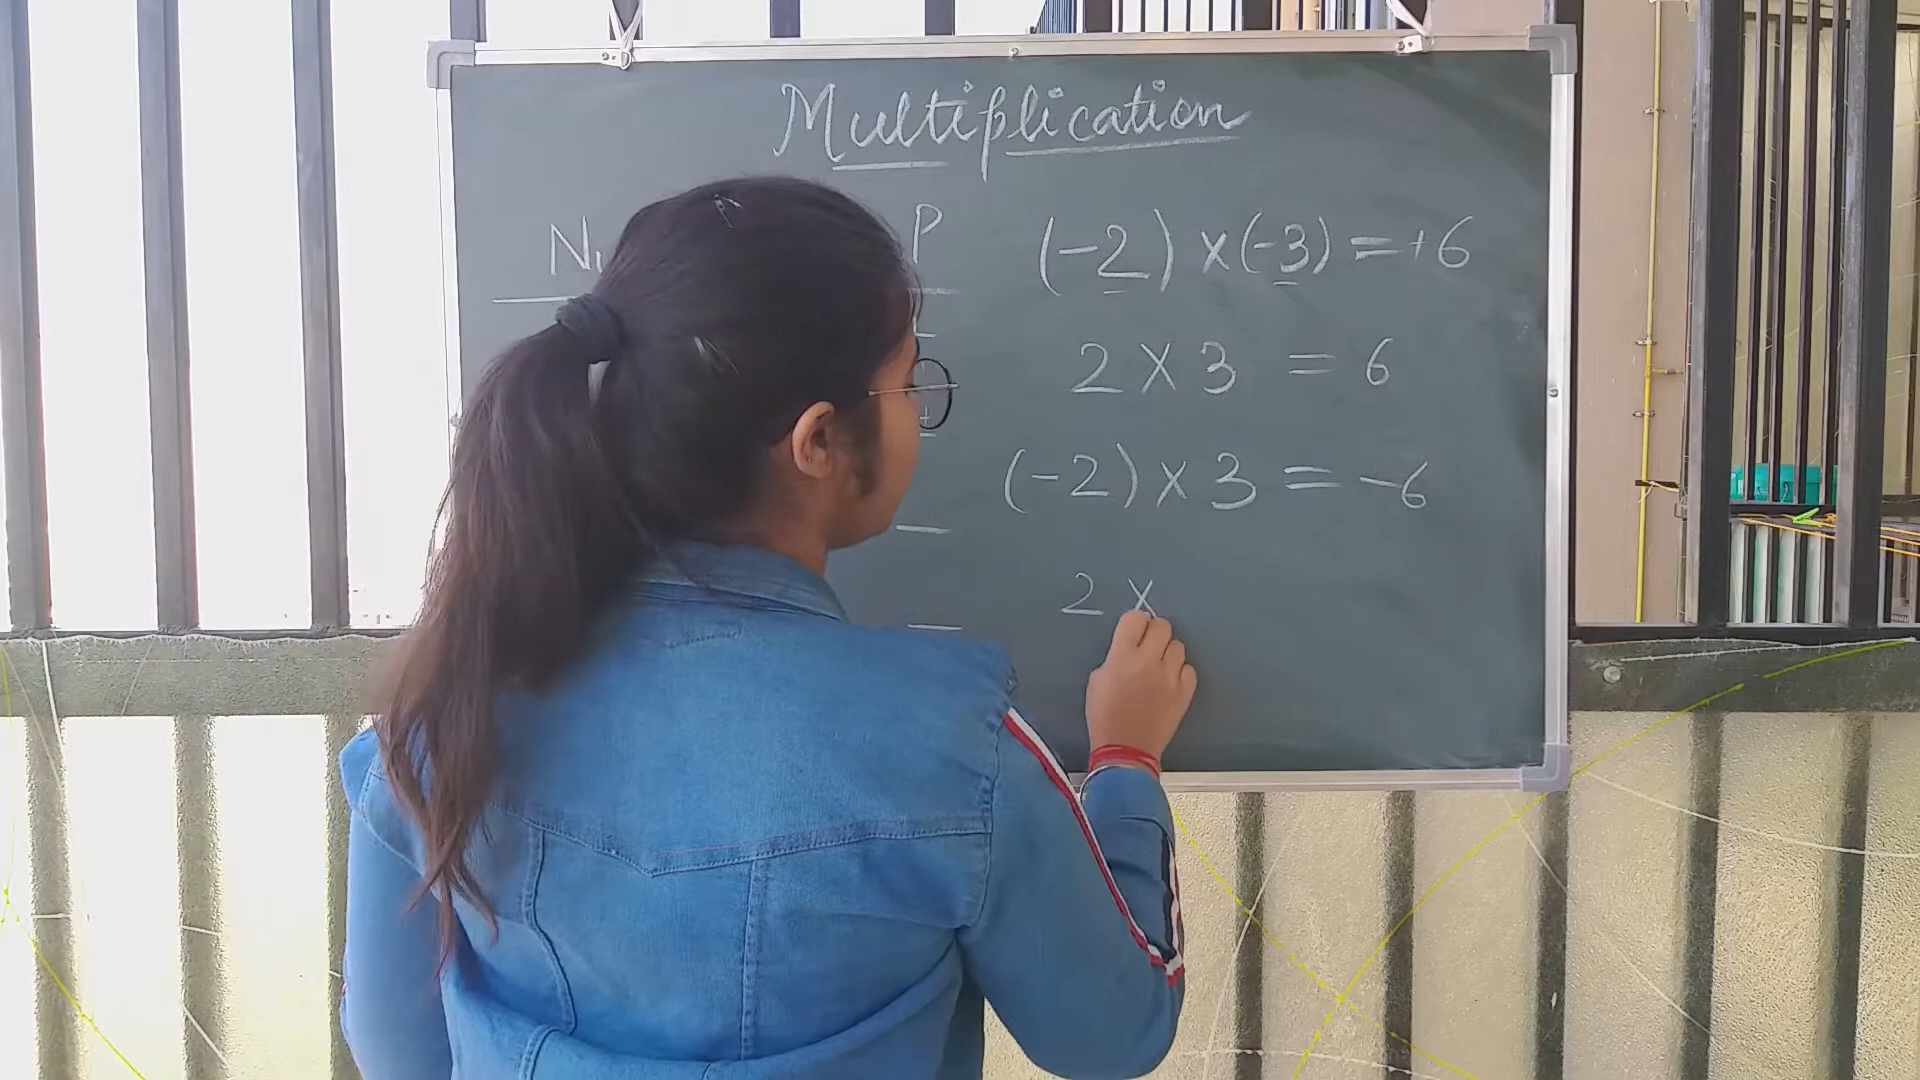 Multiplication
P
(-2) × (-3) = +6
2 × 3 = 6
+
(-2) × 3 = -6
-
2 ×
-